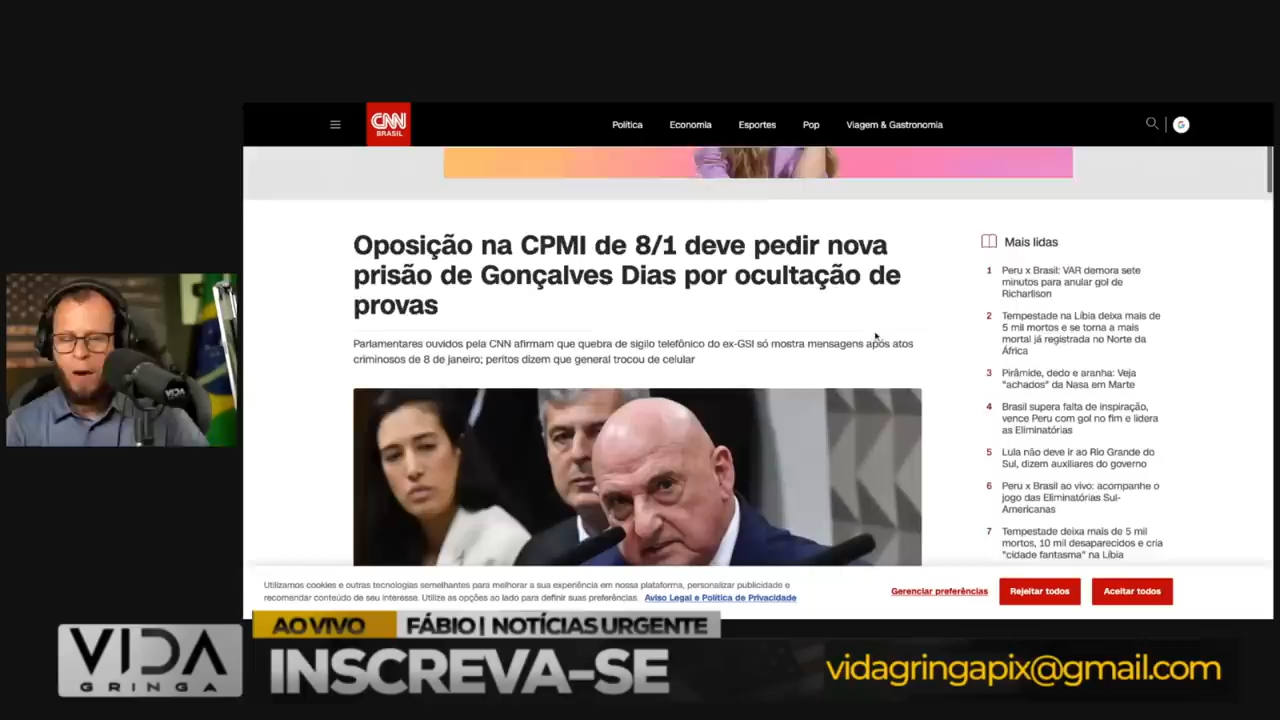 CNN
BRASIL
Política
Economia
Esportes
Pop
Viagem & Gastronomia
G
Oposição na CPMI de 8/1 deve pedir nova
prisão de Gonçalves Dias por ocultação de
provas
Parlamentares ouvidos pela CNN afirmam que quebra de sigilo telefônico do ex-GSI só mostra mensagens após atos
criminosos de 8 de janeiro; peritos dizem que general trocou de celular
Mais lidas
1 Peru x Brasil: VAR demora sete
minutos para anular gol de
Richarlison
2 Tempestade na Líbia deixa mais de
5 mil mortos e se torna a mais
mortal já registrada no Norte da
África
3 Pirâmide, dedo e aranha: Veja
"achados" da Nasa em Marte
4 Brasil supera falta de inspiração,
vence Peru com gol no fim e lidera
as Eliminatórias
5 Lula não deve ir ao Rio Grande do
Sul, dizem auxiliares do governo
6 Peru x Brasil ao vivo: acompanhe o
jogo das Eliminatórias Sul-
Americanas
7 Tempestade deixa mais de 5 mil
mortos, 10 mil desaparecidos e cria
"cidade fantasma" na Líbia
Utilizamos cookies e outras tecnologias semelhantes para melhorar a sua experiência em nossa plataforma, personalizar publicidade e
recomendar conteúdo de seu interesse. Utilize as opções ao lado para definir suas preferências. Aviso Legal e Política de Privacidade
Gerenciar preferências
Rejeitar todos
Aceitar todos
AO VIVO
FÁBIO | NOTÍCIAS URGENTE
VIDA
GRINGA
INSCREVA-SE
vidagringapix@gmail.com
VIDA